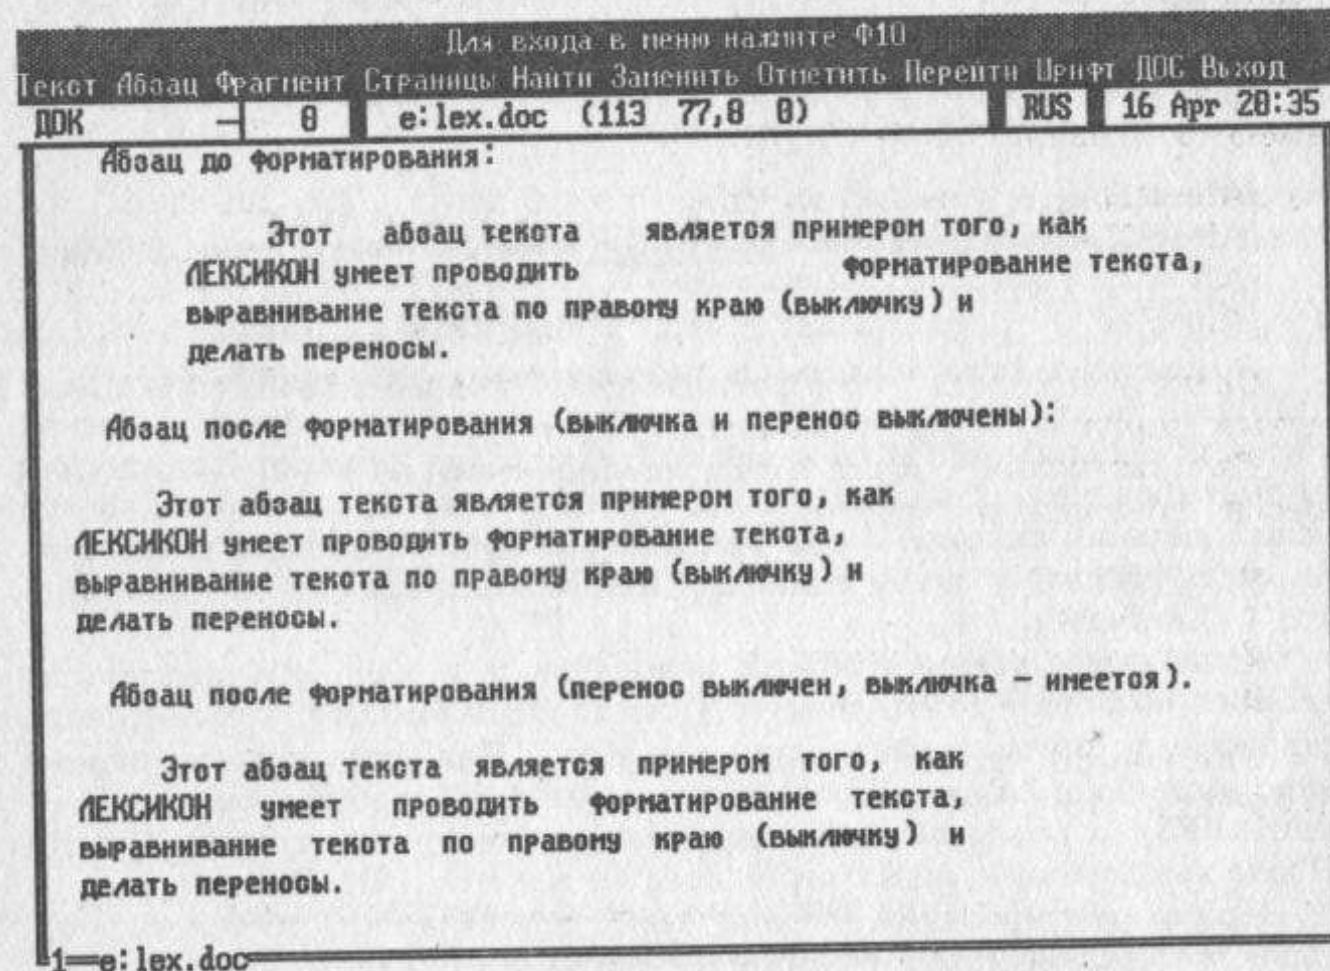 Для входа в меню нажмите Ф10
Текст Абзац Фрагмент Страницы Найти Заменить Отметить Перейти Шрифт ДОС Выход
ДОК — 0 e:lex.doc (113 77,8 0) RUS 16 Apr 20:35
Абзац до форматирования:
Этот абзац текста является примером того, как
ЛЕКСИКОН умеет проводить форматирование текста,
выравнивание текста по правому краю (выключку) и
делать переносы.
Абзац после форматирования (выключка и перенос выключены):
Этот абзац текста является примером того, как
ЛЕКСИКОН умеет проводить форматирование текста,
выравнивание текста по правому краю (выключку) и
делать переносы.
Абзац после форматирования (перенос выключен, выключка — имеется).
Этот абзац текста является примером того, как
ЛЕКСИКОН умеет проводить форматирование текста,
выравнивание текста по правому краю (выключку) и
делать переносы.
1 e:lex.doc